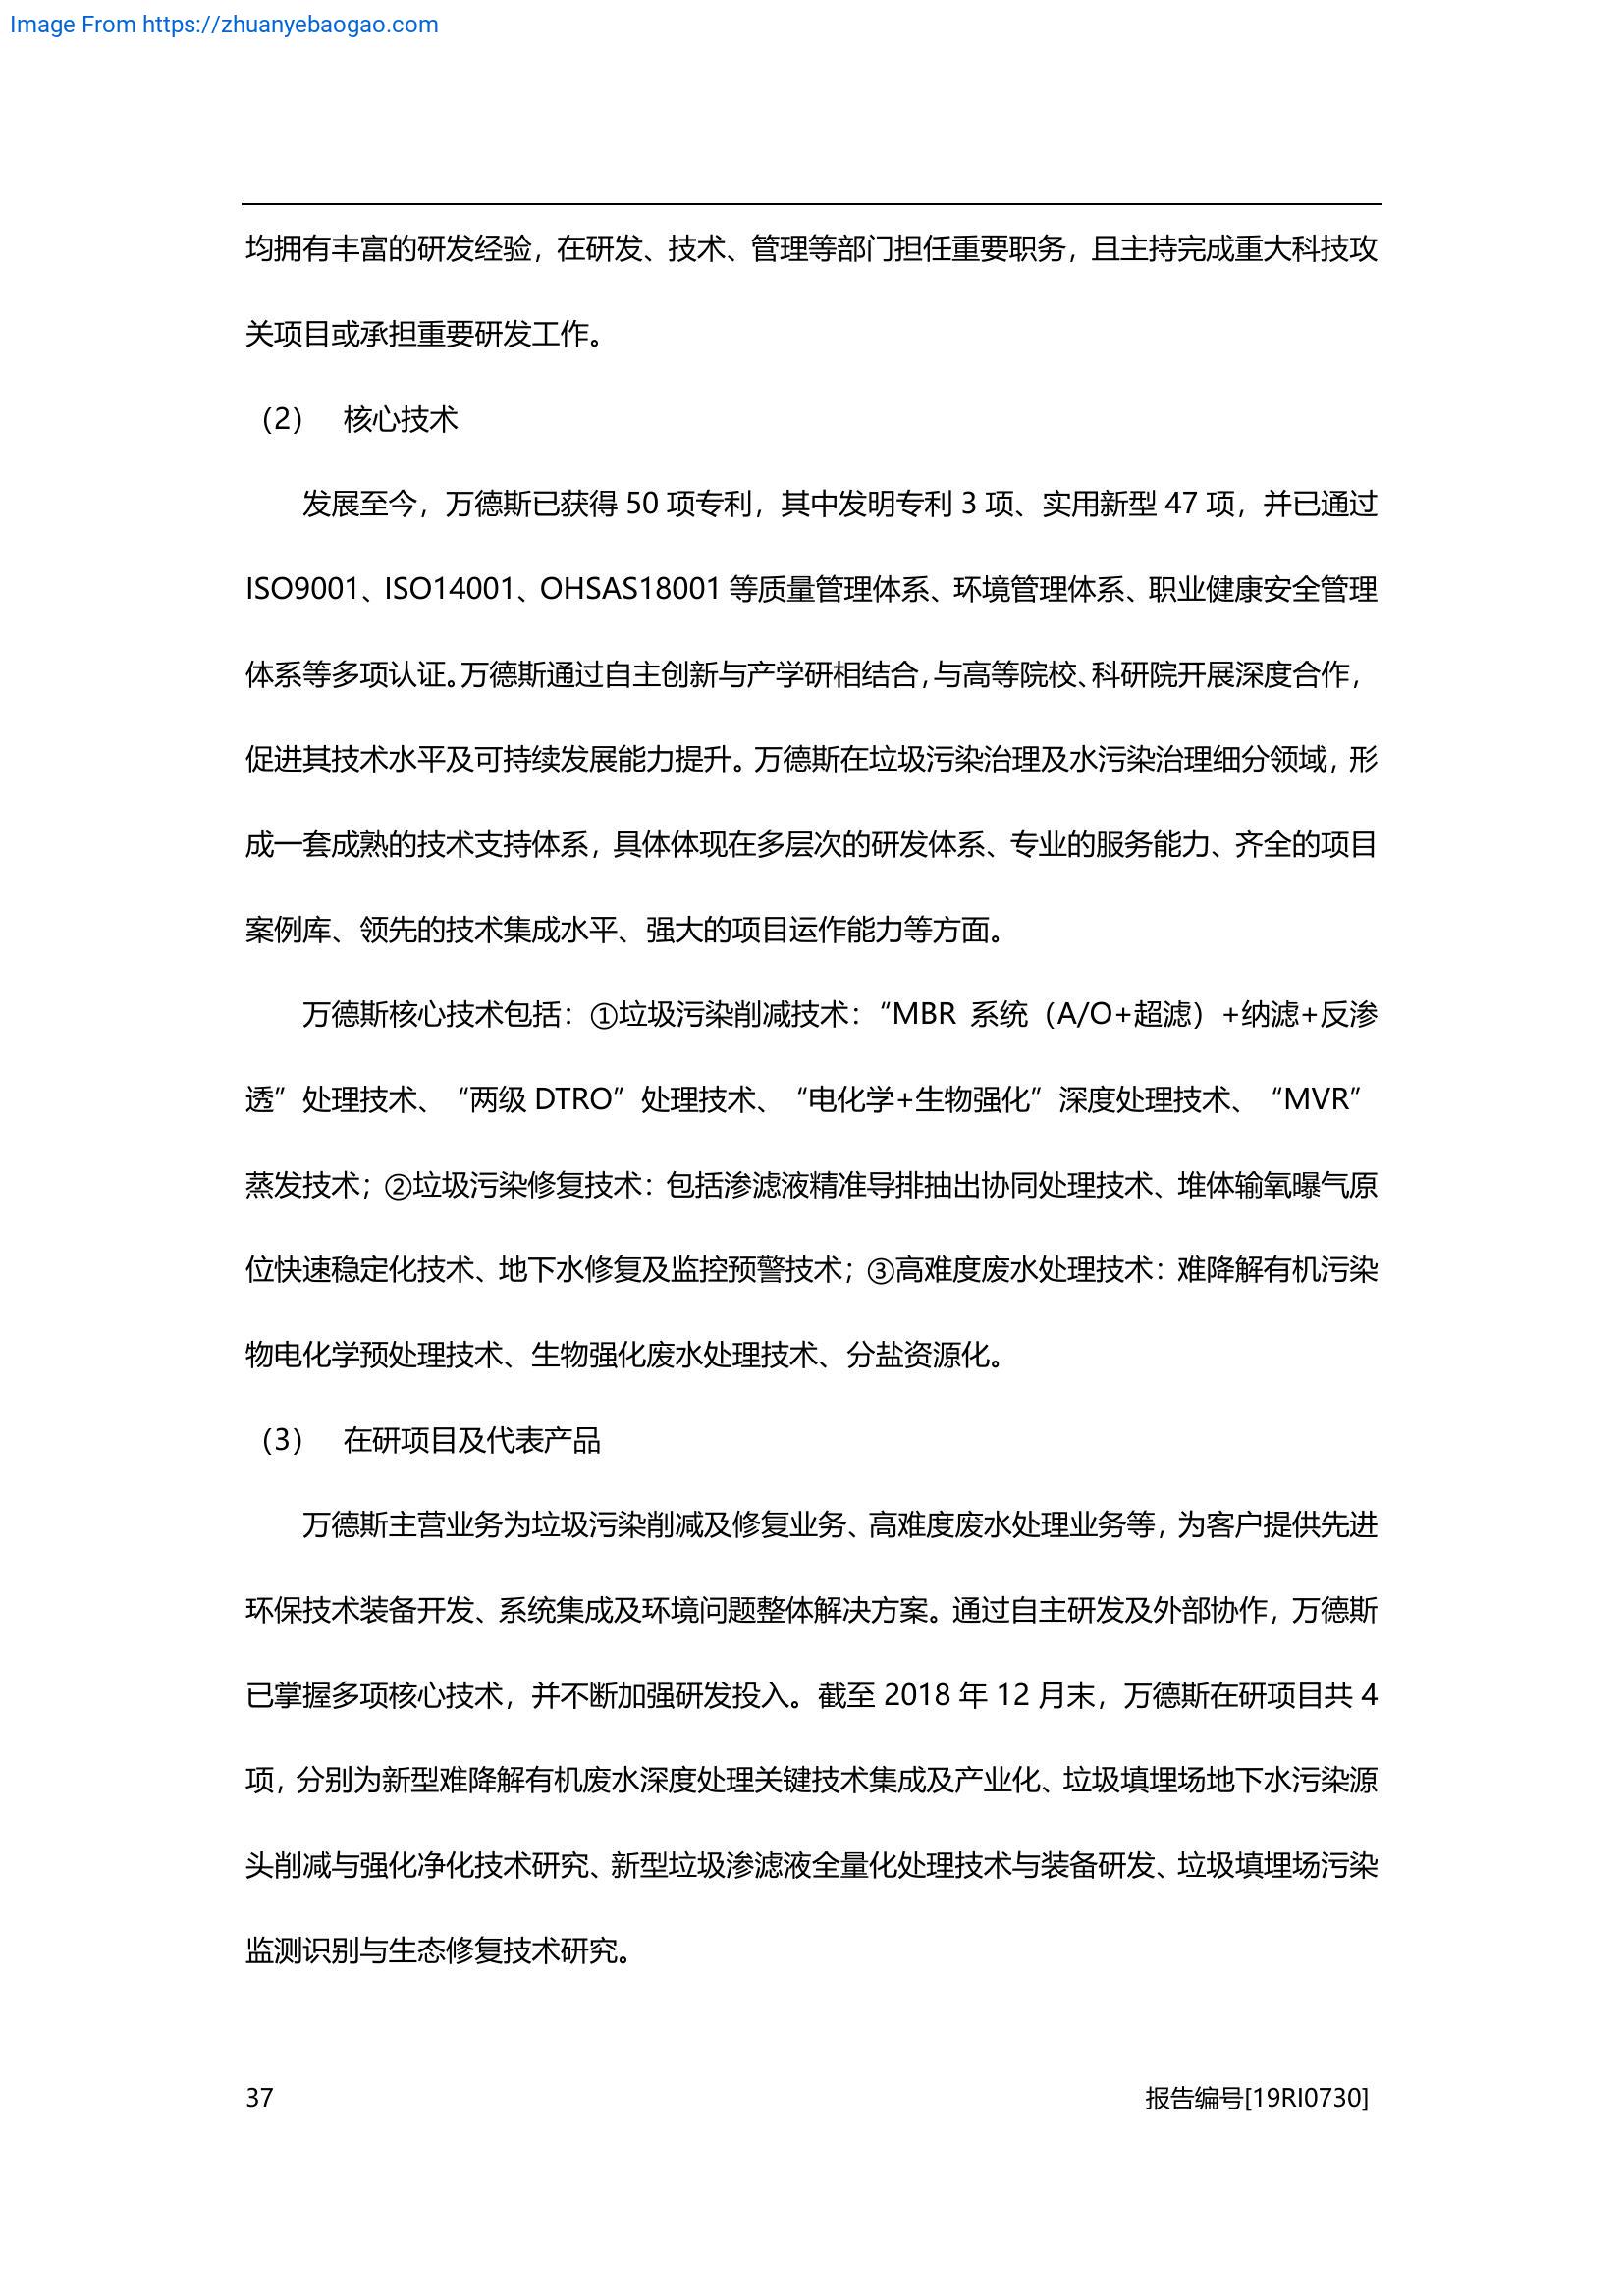 Image From https://zhuanyebaogao.com
均拥有丰富的研发经验，在研发、技术、管理等部门担任重要职务，且主持完成重大科技攻
关项目或承担重要研发工作。
（2） 核心技术
发展至今，万德斯已获得 50 项专利，其中发明专利 3 项、实用新型 47 项，并已通过
ISO9001、ISO14001、OHSAS18001 等质量管理体系、环境管理体系、职业健康安全管理
体系等多项认证。万德斯通过自主创新与产学研相结合，与高等院校、科研院开展深度合作，
促进其技术水平及可持续发展能力提升。万德斯在垃圾污染治理及水污染治理细分领域，形
成一套成熟的技术支持体系，具体体现在多层次的研发体系、专业的服务能力、齐全的项目
案例库、领先的技术集成水平、强大的项目运作能力等方面。
万德斯核心技术包括：①垃圾污染削减技术：“MBR 系统（A/O+超滤）+纳滤+反渗
透”处理技术、“两级 DTRO”处理技术、“电化学+生物强化”深度处理技术、“MVR”
蒸发技术；②垃圾污染修复技术：包括渗滤液精准导排抽出协同处理技术、堆体输氧曝气原
位快速稳定化技术、地下水修复及监控预警技术；③高难度废水处理技术：难降解有机污染
物电化学预处理技术、生物强化废水处理技术、分盐资源化。
（3） 在研项目及代表产品
万德斯主营业务为垃圾污染削减及修复业务、高难度废水处理业务等，为客户提供先进
环保技术装备开发、系统集成及环境问题整体解决方案。通过自主研发及外部协作，万德斯
已掌握多项核心技术，并不断加强研发投入。截至 2018 年 12 月末，万德斯在研项目共 4
项，分别为新型难降解有机废水深度处理关键技术集成及产业化、垃圾填埋场地下水污染源
头削减与强化净化技术研究、新型垃圾渗滤液全量化处理技术与装备研发、垃圾填埋场污染
监测识别与生态修复技术研究。
37
报告编号[19RI0730]